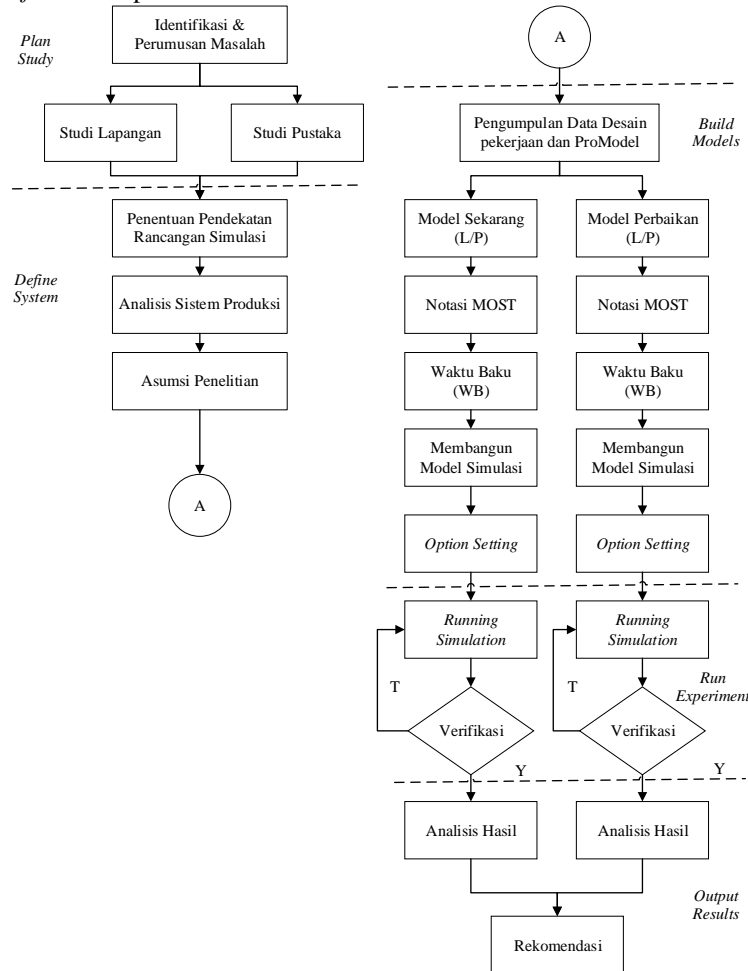 Plan
Study
Identifikasi &
Perumusan Masalah
Studi Lapangan
Studi Pustaka
Define
System
Penentuan Pendekatan
Rancangan Simulasi
Analisis Sistem Produksi
Asumsi Penelitian
A
A
Build
Models
Pengumpulan Data Desain
pekerjaan dan ProModel
Model Sekarang
(L/P)
Model Perbaikan
(L/P)
Notasi MOST
Notasi MOST
Waktu Baku
(WB)
Waktu Baku
(WB)
Membangun
Model Simulasi
Membangun
Model Simulasi
Option Setting
Option Setting
Running
Simulation
Running
Simulation
Run
Experiment
T
T
Verifikasi
Verifikasi
Y
Y
Analisis Hasil
Analisis Hasil
Output
Results
Rekomendasi